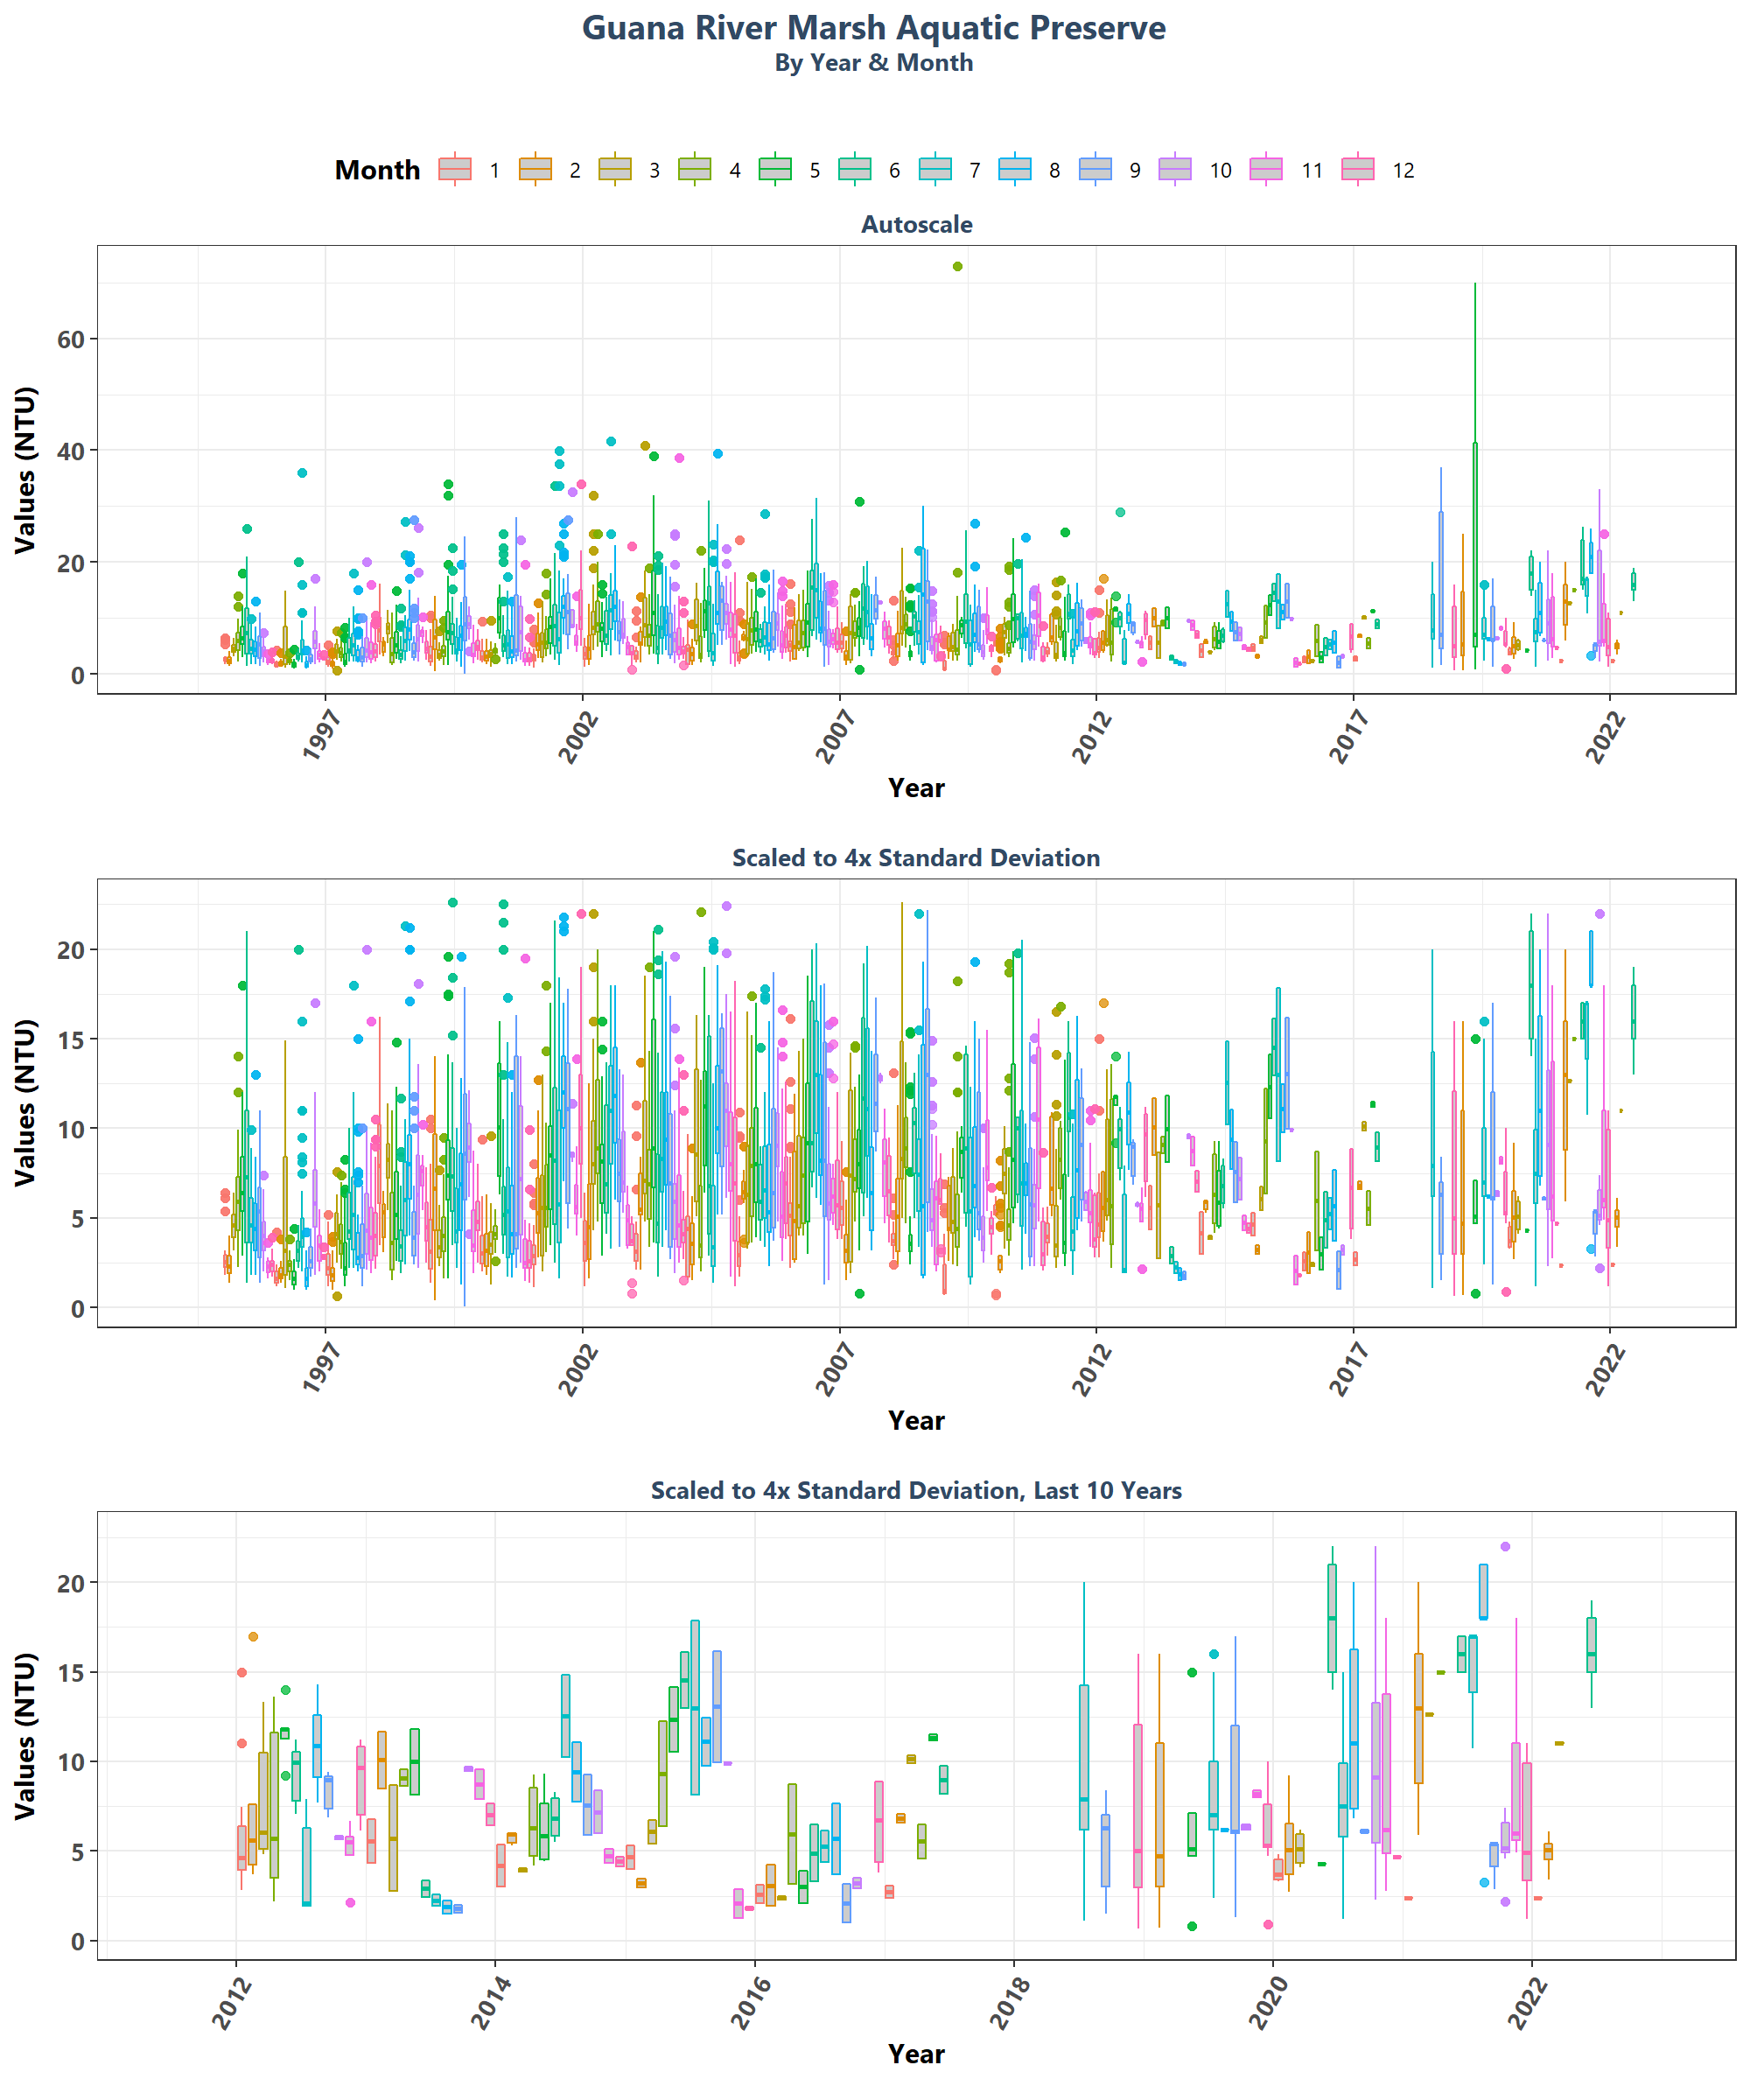 Guana River Marsh Aquatic Preserve
By Year & Month
Month 1 2 3 4 5 6 7 8 9 10 11 12
Autoscale
Values (NTU)
60
40
20
0
1997 2002 2007 2012 2017 2022
Year
Scaled to 4x Standard Deviation
Values (NTU)
20
15
10
5
0
1997 2002 2007 2012 2017 2022
Year
Scaled to 4x Standard Deviation, Last 10 Years
Values (NTU)
20
15
10
5
0
2012 2014 2016 2018 2020 2022
Year